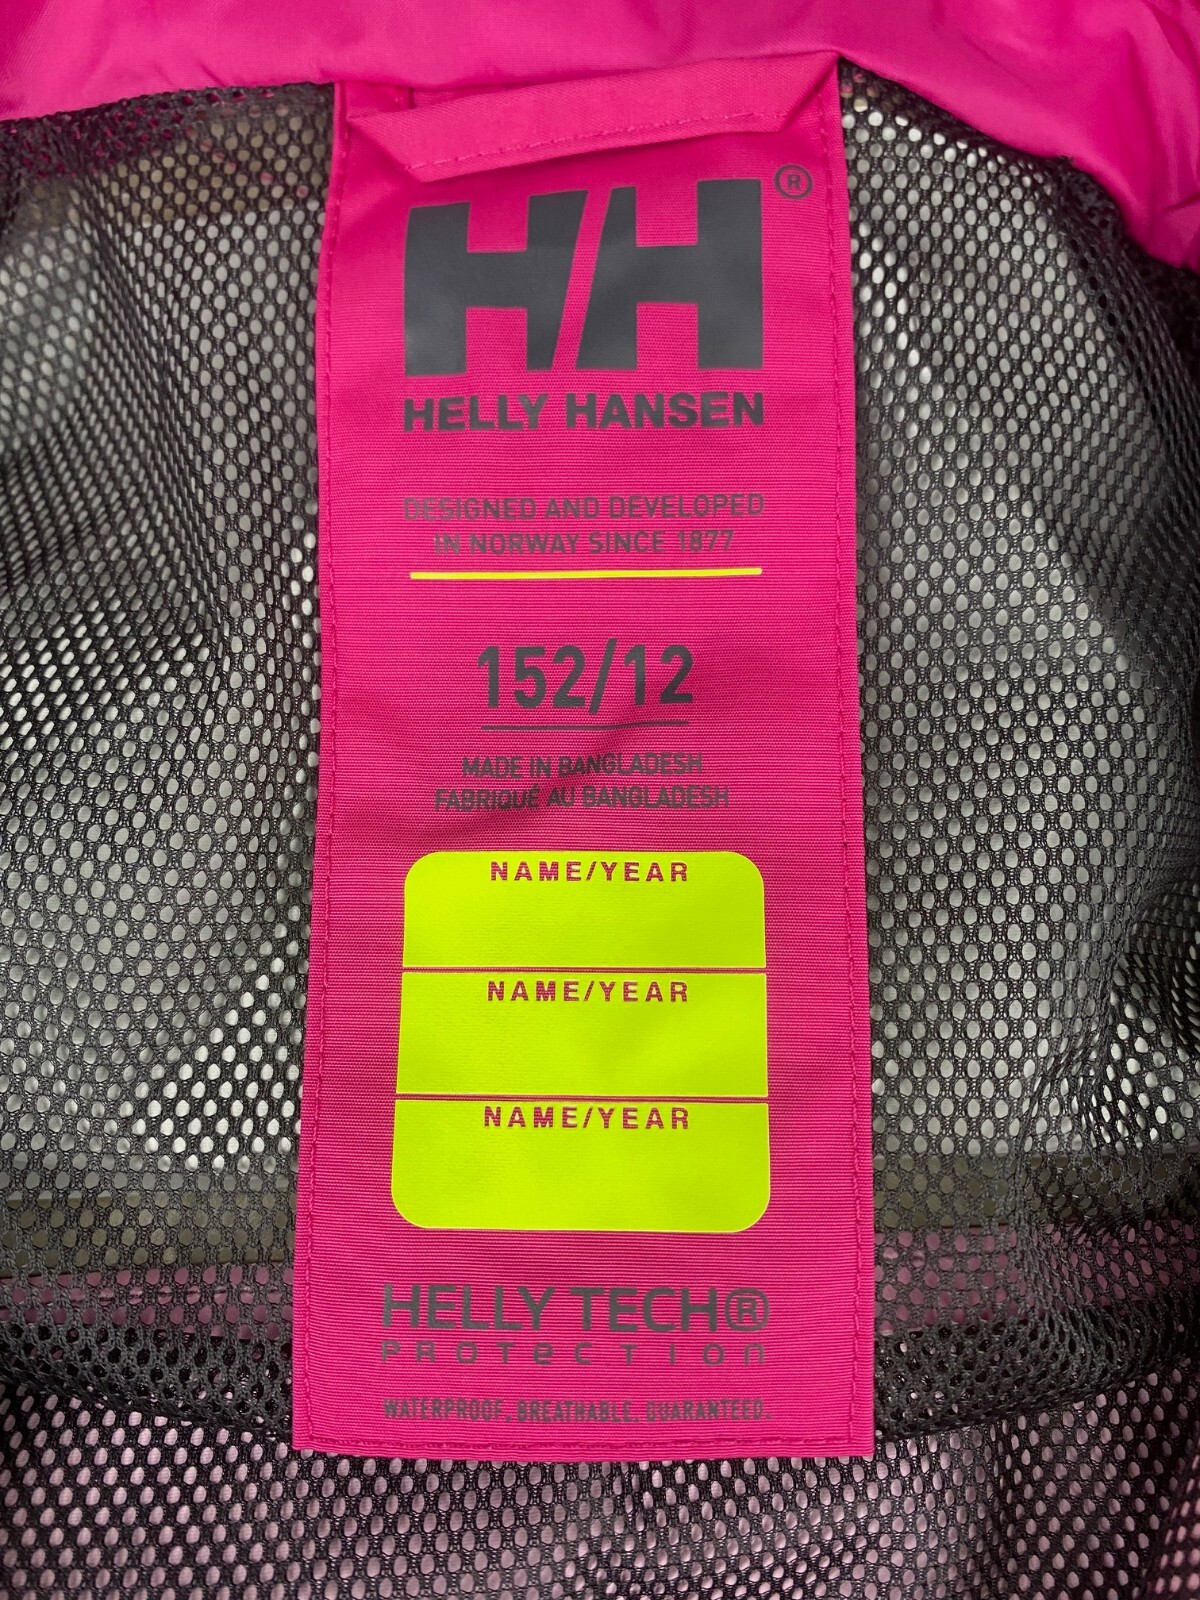 HH®
HELLY HANSEN
DESIGNED AND DEVELOPED
IN NORWAY SINCE 1877
152/12
MADE IN BANGLADESH
FABRIQUÉ AU BANGLADESH
NAME/YEAR
NAME/YEAR
NAME/YEAR
HELLY TECH®
PROTECTION
WATERPROOF. BREATHABLE. GUARANTEED.